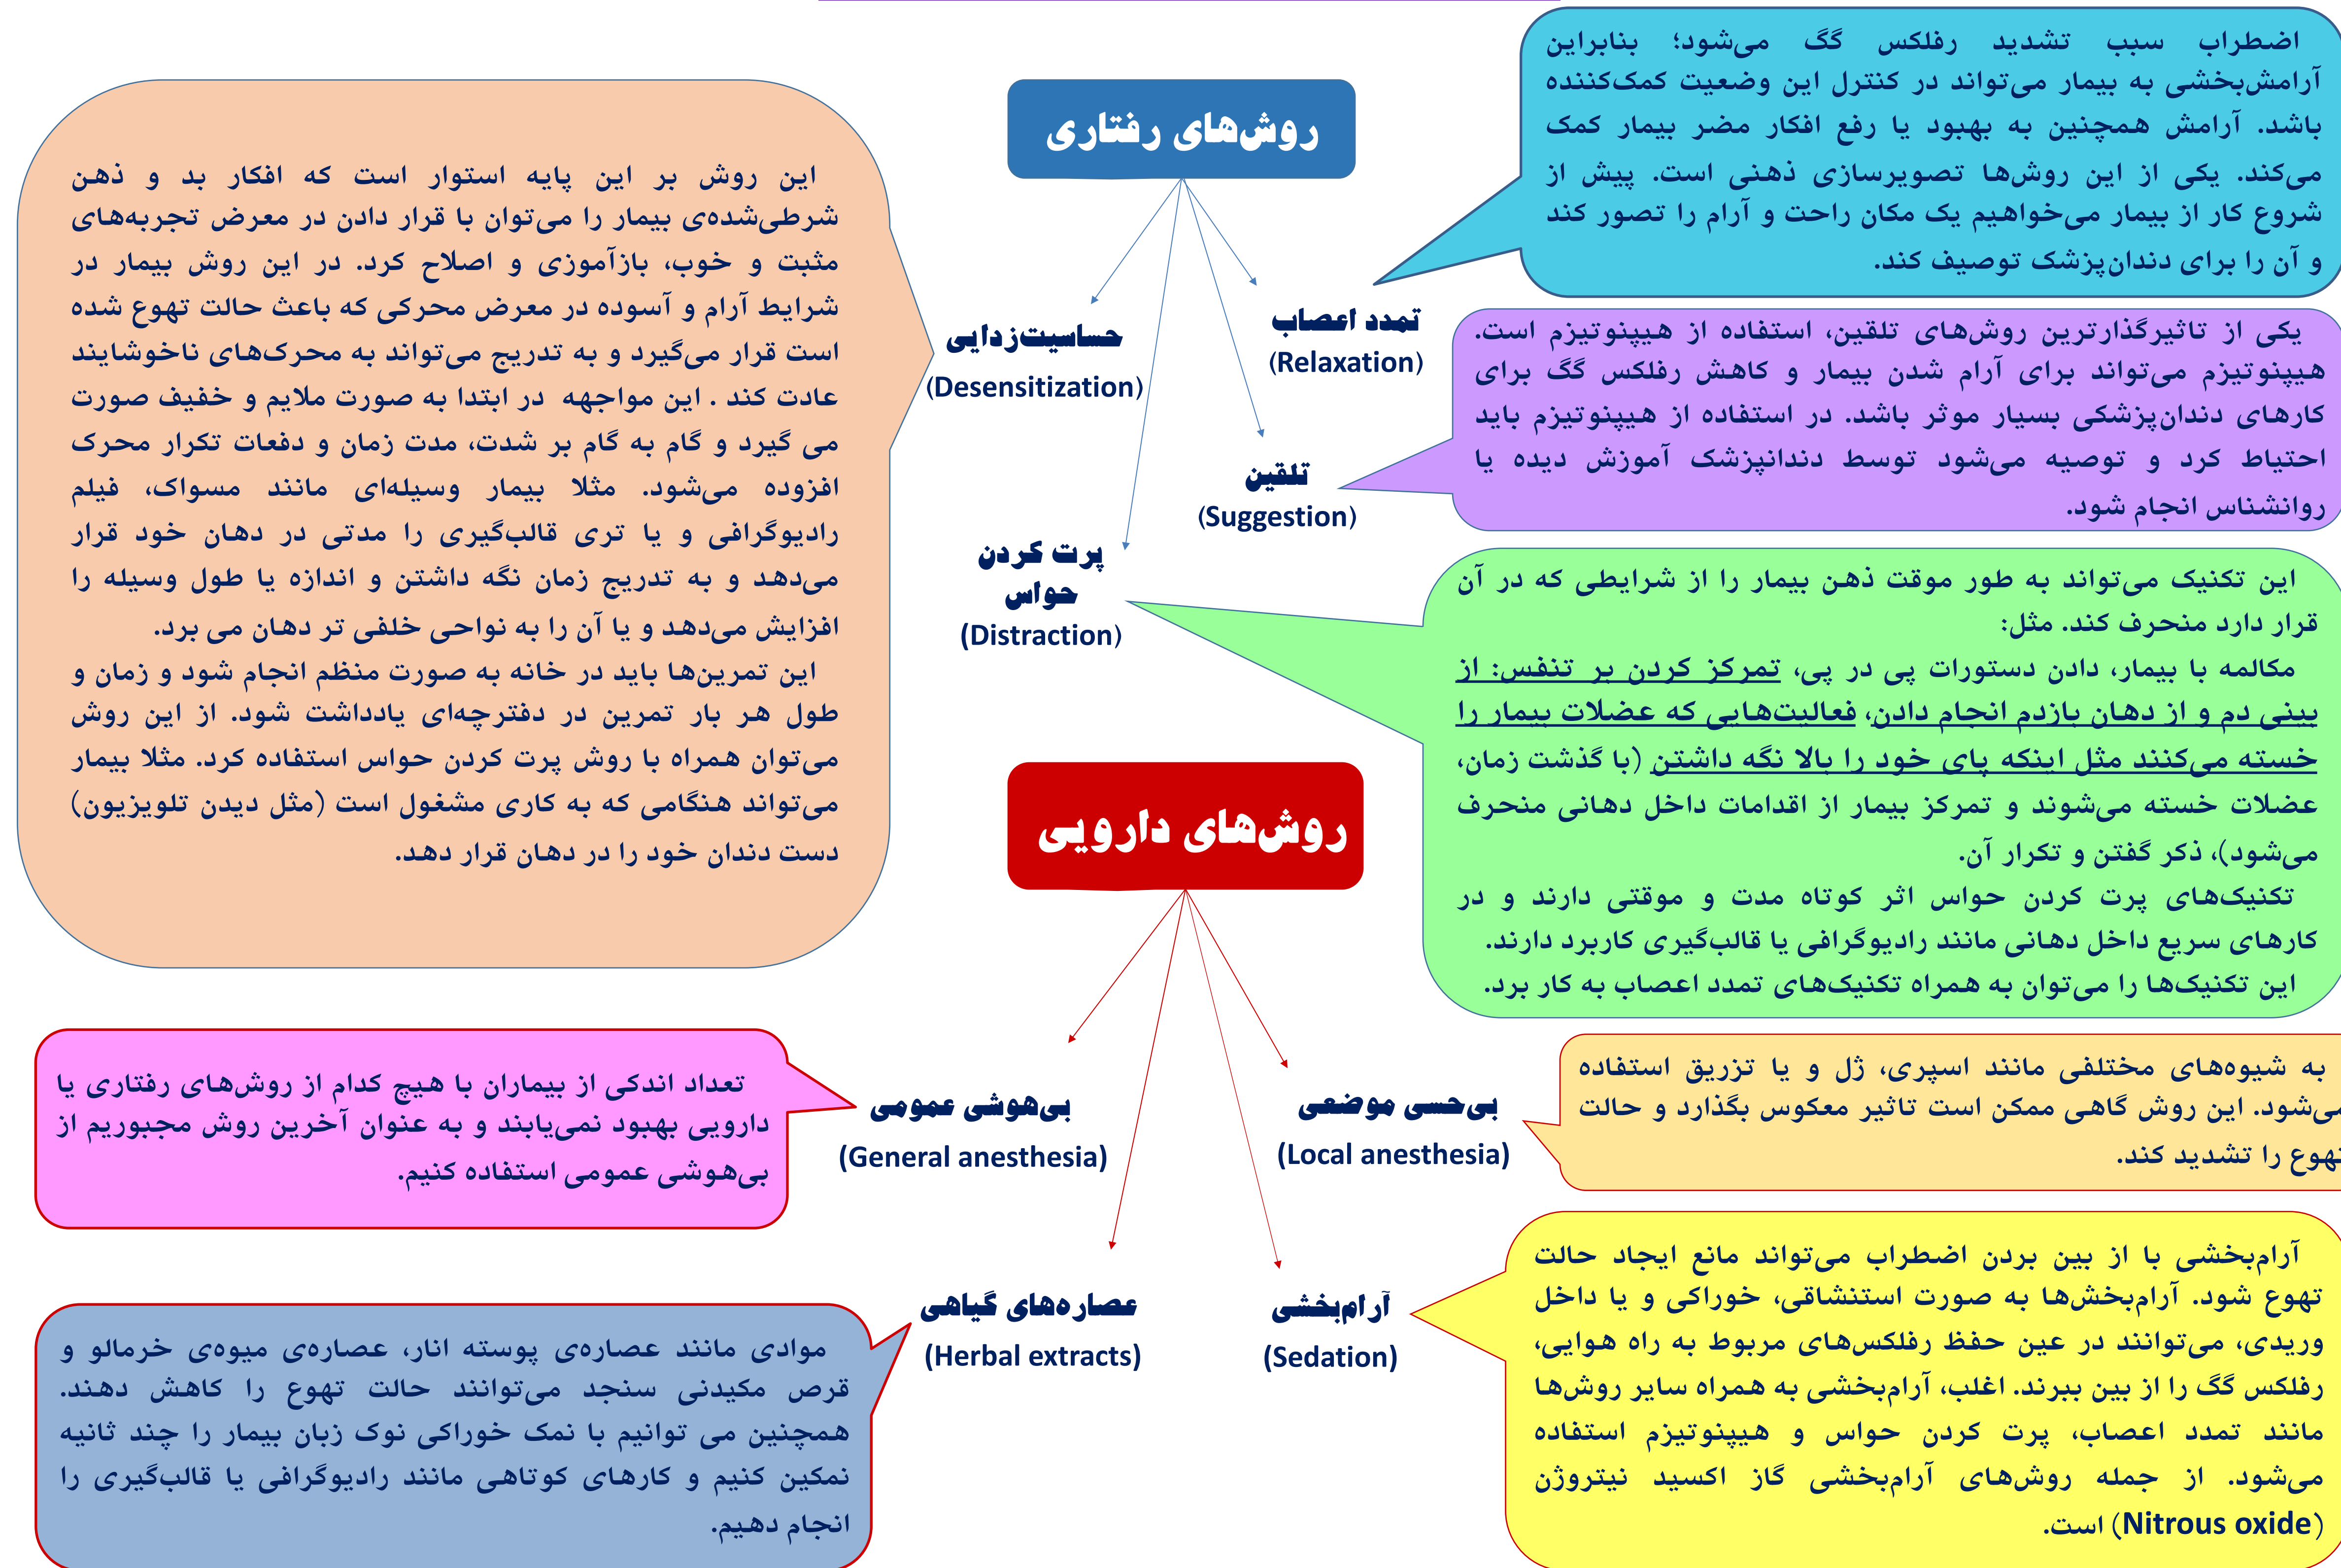 روش‌های رفتاری
تمدد اعصاب
(Relaxation)
اضطراب سبب تشدید رفلکس گگ می‌شود؛ بنابراین
آرامش‌بخشی به بیمار می‌تواند در کنترل این وضعیت کمک‌کننده
باشد. آرامش همچنین به بهبود یا رفع افکار مضر بیمار کمک
می‌کند. یکی از این روش‌ها تصویرسازی ذهنی است. پیش از
شروع کار از بیمار می‌خواهیم یک مکان راحت و آرام را تصور کند
و آن را برای دندان‌پزشک توصیف کند.
تلقین
(Suggestion)
یکی از تاثیرگذارترین روش‌های تلقین، استفاده از هیپنوتیزم است.
هیپنوتیزم می‌تواند برای آرام شدن بیمار و کاهش رفلکس گگ برای
کارهای دندان‌پزشکی بسیار موثر باشد. در استفاده از هیپنوتیزم باید
احتیاط کرد و توصیه می‌شود توسط دندانپزشک آموزش دیده یا
روانشناس انجام شود.
پرت کردن
حواس
(Distraction)
این تکنیک می‌تواند به طور موقت ذهن بیمار را از شرایطی که در آن
قرار دارد منحرف کند. مثل:
مکالمه با بیمار، دادن دستورات پی در پی، تمرکز کردن بر تنفس: از
بینی دم و از دهان بازدم انجام دادن، فعالیت‌هایی که عضلات بیمار را
خسته می‌کنند مثل اینکه پای خود را بالا نگه داشتن (با گذشت زمان،
عضلات خسته می‌شوند و تمرکز بیمار از اقدامات داخل دهانی منحرف
می‌شود)، ذکر گفتن و تکرار آن.
تکنیک‌های پرت کردن حواس اثر کوتاه مدت و موقتی دارند و در
کارهای سریع داخل دهانی مانند رادیوگرافی یا قالب‌گیری کاربرد دارند.
این تکنیک‌ها را می‌توان به همراه تکنیک‌های تمدد اعصاب به کار برد.
حساسیت‌زدایی
(Desensitization)
این روش بر این پایه استوار است که افکار بد و ذهن
شرطی‌شده‌ی بیمار را می‌توان با قرار دادن در معرض تجربه‌های
مثبت و خوب، بازآموزی و اصلاح کرد. در این روش بیمار در
شرایط آرام و آسوده در معرض محرکی که باعث حالت تهوع شده
است قرار می‌گیرد و به تدریج می‌تواند به محرک‌های ناخوشایند
عادت کند . این مواجهه در ابتدا به صورت ملایم و خفیف صورت
می گیرد و گام به گام بر شدت، مدت زمان و دفعات تکرار محرک
افزوده می‌شود. مثلا بیمار وسیله‌ای مانند مسواک، فیلم
رادیوگرافی و یا تری قالب‌گیری را مدتی در دهان خود قرار
می‌دهد و به تدریج زمان نگه داشتن و اندازه یا طول وسیله را
افزایش می‌دهد و یا آن را به نواحی خلفی تر دهان می برد.
این تمرین‌ها باید در خانه به صورت منظم انجام شود و زمان و
طول هر بار تمرین در دفترچه‌ای یادداشت شود. از این روش
می‌توان همراه با روش پرت کردن حواس استفاده کرد. مثلا بیمار
می‌تواند هنگامی که به کاری مشغول است (مثل دیدن تلویزیون)
دست دندان خود را در دهان قرار دهد.
روش‌های دارویی
بی‌حسی موضعی
(Local anesthesia)
به شیوه‌های مختلفی مانند اسپری، ژل و یا تزریق استفاده
می‌شود. این روش گاهی ممکن است تاثیر معکوس بگذارد و حالت
تهوع را تشدید کند.
آرام‌بخشی
(Sedation)
آرام‌بخشی با از بین بردن اضطراب می‌تواند مانع ایجاد حالت
تهوع شود. آرام‌بخش‌ها به صورت استنشاقی، خوراکی و یا داخل
وریدی، می‌توانند در عین حفظ رفلکس‌های مربوط به راه هوایی،
رفلکس گگ را از بین ببرند. اغلب، آرام‌بخشی به همراه سایر روش‌ها
مانند تمدد اعصاب، پرت کردن حواس و هیپنوتیزم استفاده
می‌شود. از جمله روش‌های آرام‌بخشی گاز اکسید نیتروژن
(Nitrous oxide) است.
بی‌هوشی عمومی
(General anesthesia)
تعداد اندکی از بیماران با هیچ کدام از روش‌های رفتاری یا
دارویی بهبود نمی‌یابند و به عنوان آخرین روش مجبوریم از
بی‌هوشی عمومی استفاده کنیم.
عصاره‌های گیاهی
(Herbal extracts)
موادی مانند عصاره‌ی پوسته انار، عصاره‌ی میوه‌ی خرمالو و
قرص مکیدنی سنجد می‌توانند حالت تهوع را کاهش دهند.
همچنین می توانیم با نمک خوراکی نوک زبان بیمار را چند ثانیه
نمکین کنیم و کارهای کوتاهی مانند رادیوگرافی یا قالب‌گیری را
انجام دهیم.